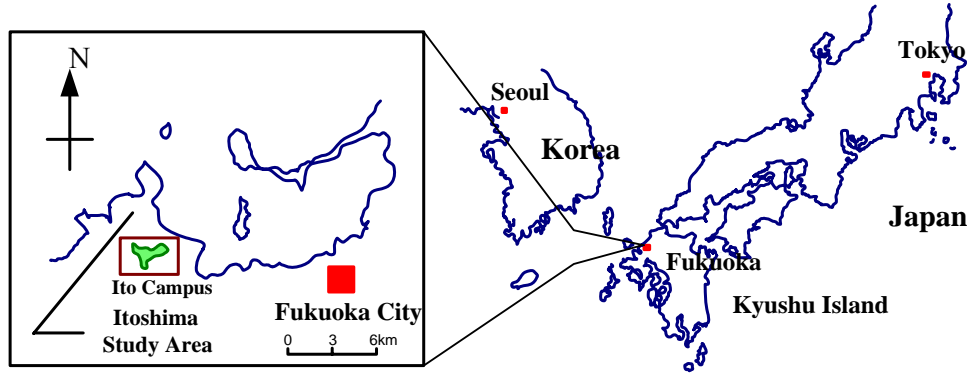 N
Ito Campus
Itoshima
Study Area
Fukuoka City
0 3 6km
Seoul
Korea
Tokyo
Japan
Fukuoka
Kyushu Island